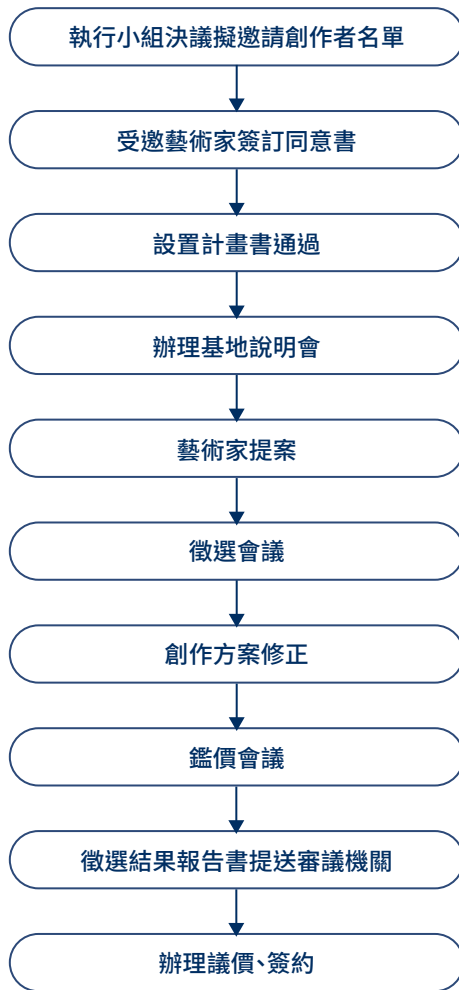 執行小組決議擬邀請創作者名單
受邀藝術家簽訂同意書
設置計畫書通過
辦理基地說明會
藝術家提案
徵選會議
創作方案修正
鑑價會議
徵選結果報告書提送審議機關
辦理議價、簽約